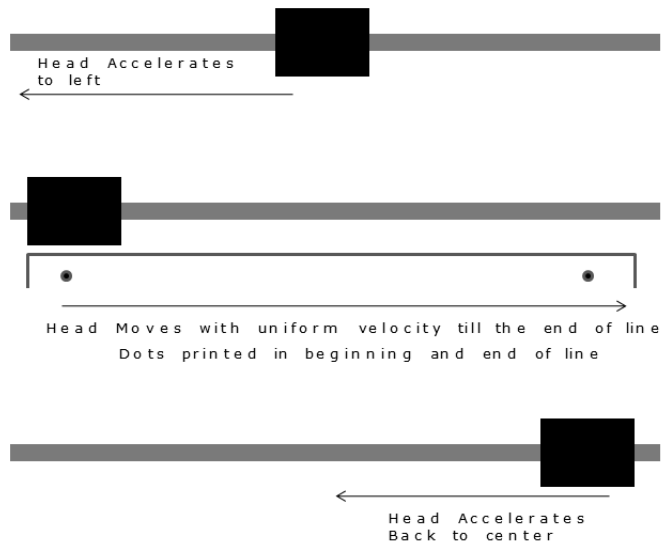 Head Accelerates
to left
Head Moves with uniform velocity till the end of line
Dots printed in beginning and end of line
Head Accelerates
Back to center